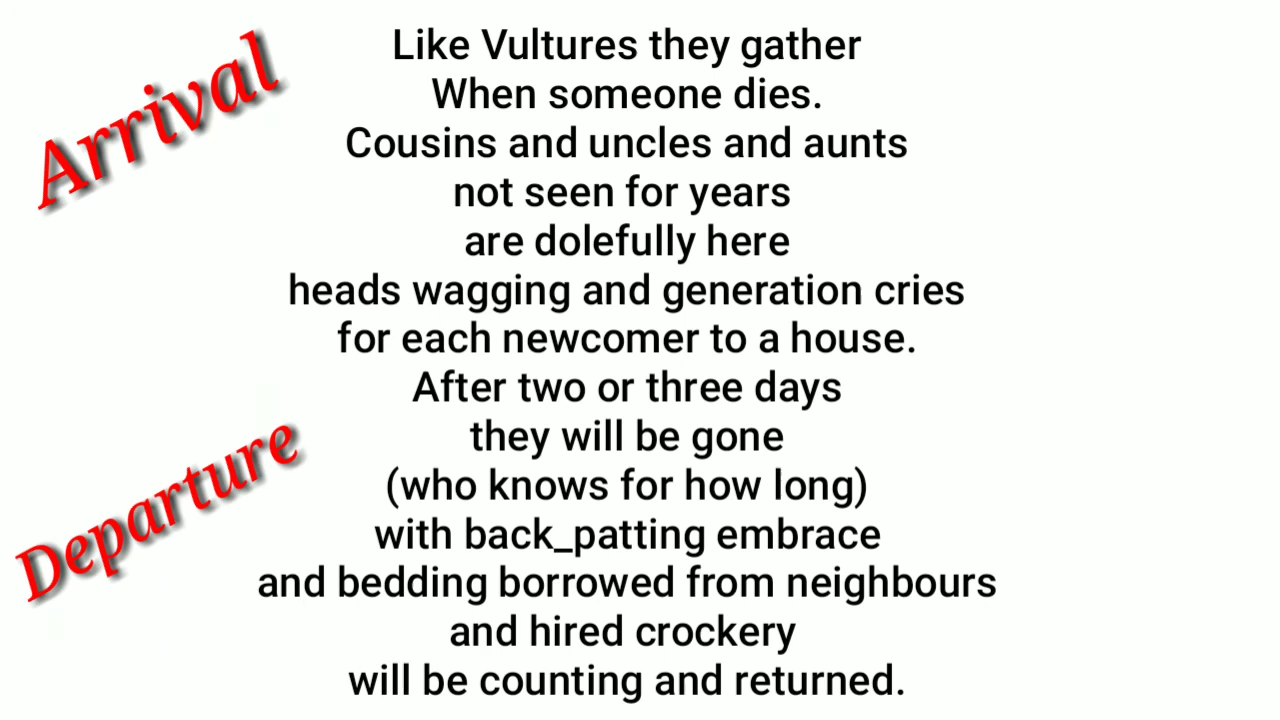 Arrival
Like Vultures they gather
When someone dies.
Cousins and uncles and aunts
not seen for years
are dolefully here
heads wagging and generation cries
for each newcomer to a house.
After two or three days
they will be gone
(who knows for how long)
Departure
with back_patting embrace
and bedding borrowed from neighbours
and hired crockery
will be counting and returned.